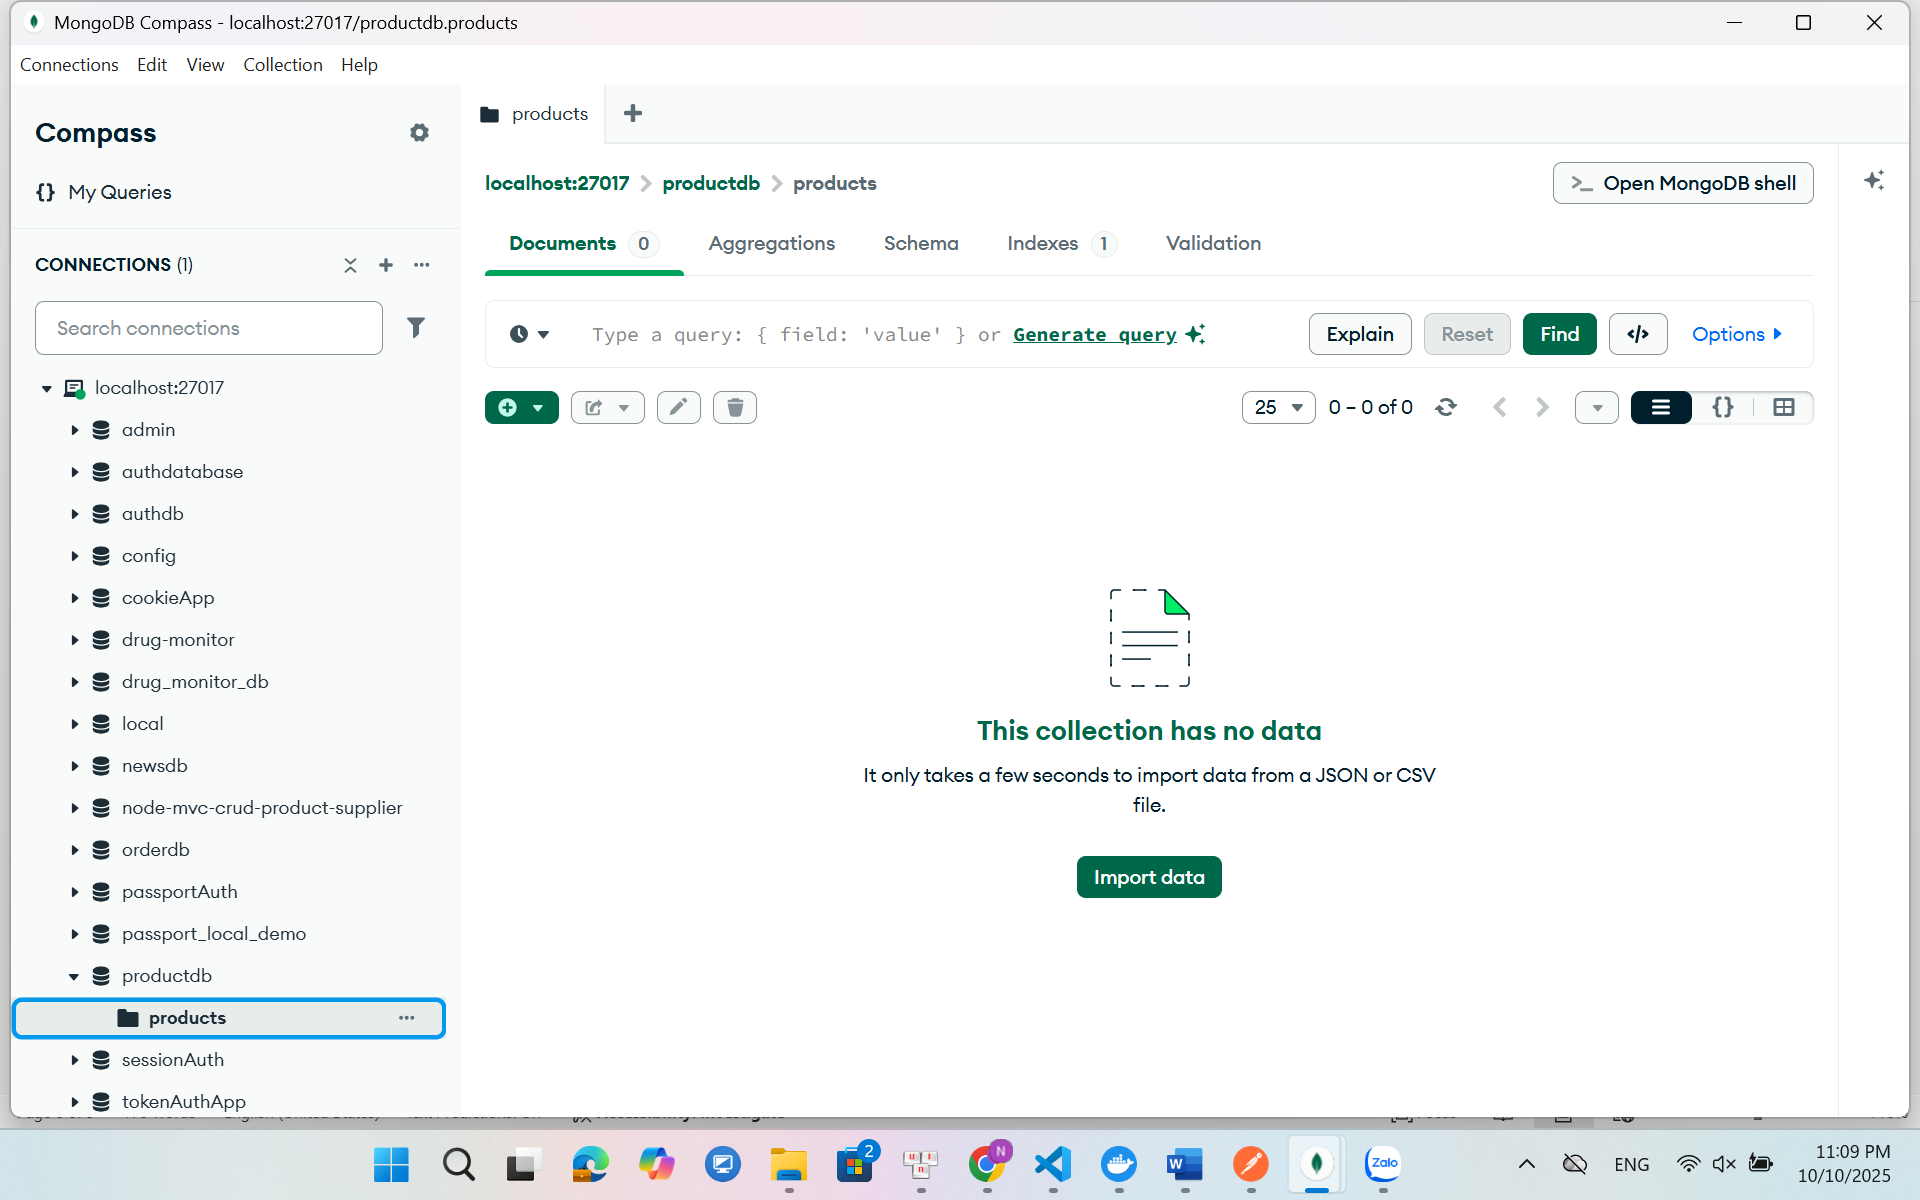 MongoDB Compass - localhost:27017/productdb.products
Connections Edit View Collection Help
Compass
My Queries
CONNECTIONS (1)
Search connections
localhost:27017
admin
authdatabase
authdb
config
cookieApp
drug-monitor
drug_monitor_db
local
newsdb
node-mvc-crud-product-supplier
orderdb
passportAuth
passport_local_demo
productdb
products
sessionAuth
tokenAuthApp
products
localhost:27017 > productdb > products
>_ Open MongoDB shell
Documents 0 Aggregations Schema Indexes 1 Validation
Type a query: { field: 'value' } or Generate query
Explain Reset Find </> Options
25 0 – 0 of 0 {}
This collection has no data
It only takes a few seconds to import data from a JSON or CSV
file.
Import data
2
N
Zalo
ENG
11:09 PM
10/10/2025